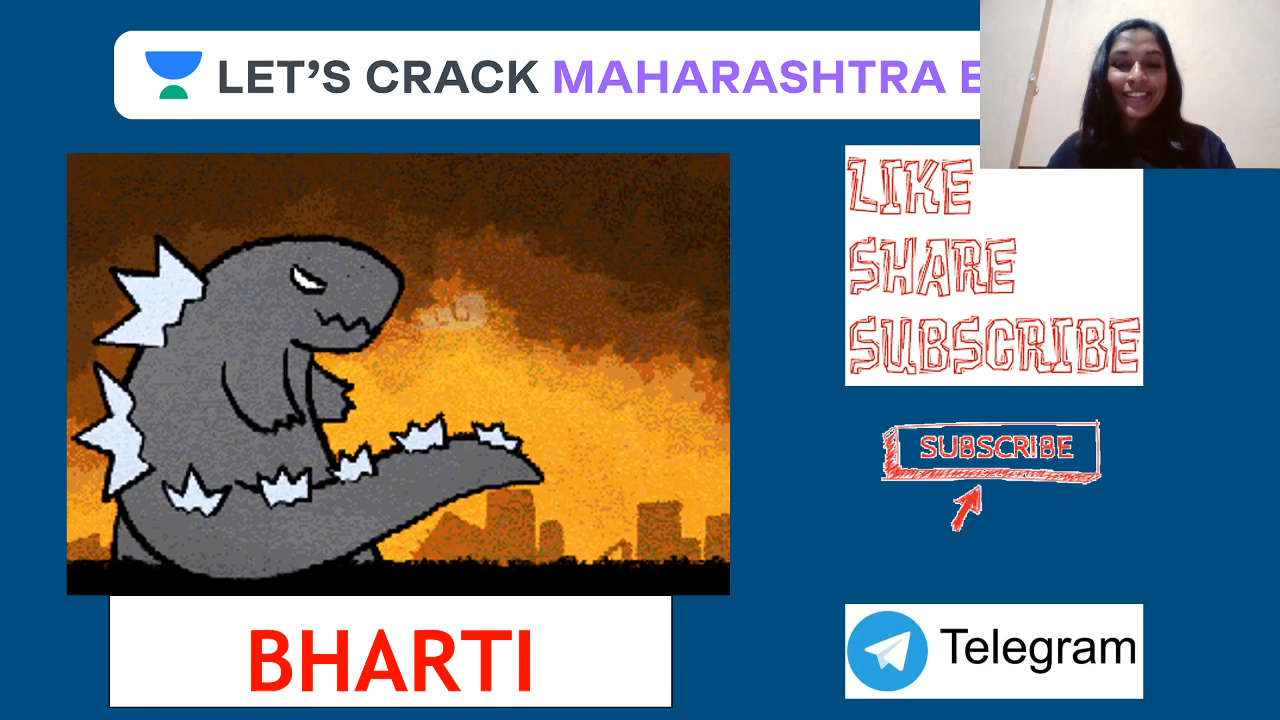 LET’S CRACK MAHARASHTRA
LIKE
SHARE
SUBSCRIBE
SUBSCRIBE
BHARTI
Telegram